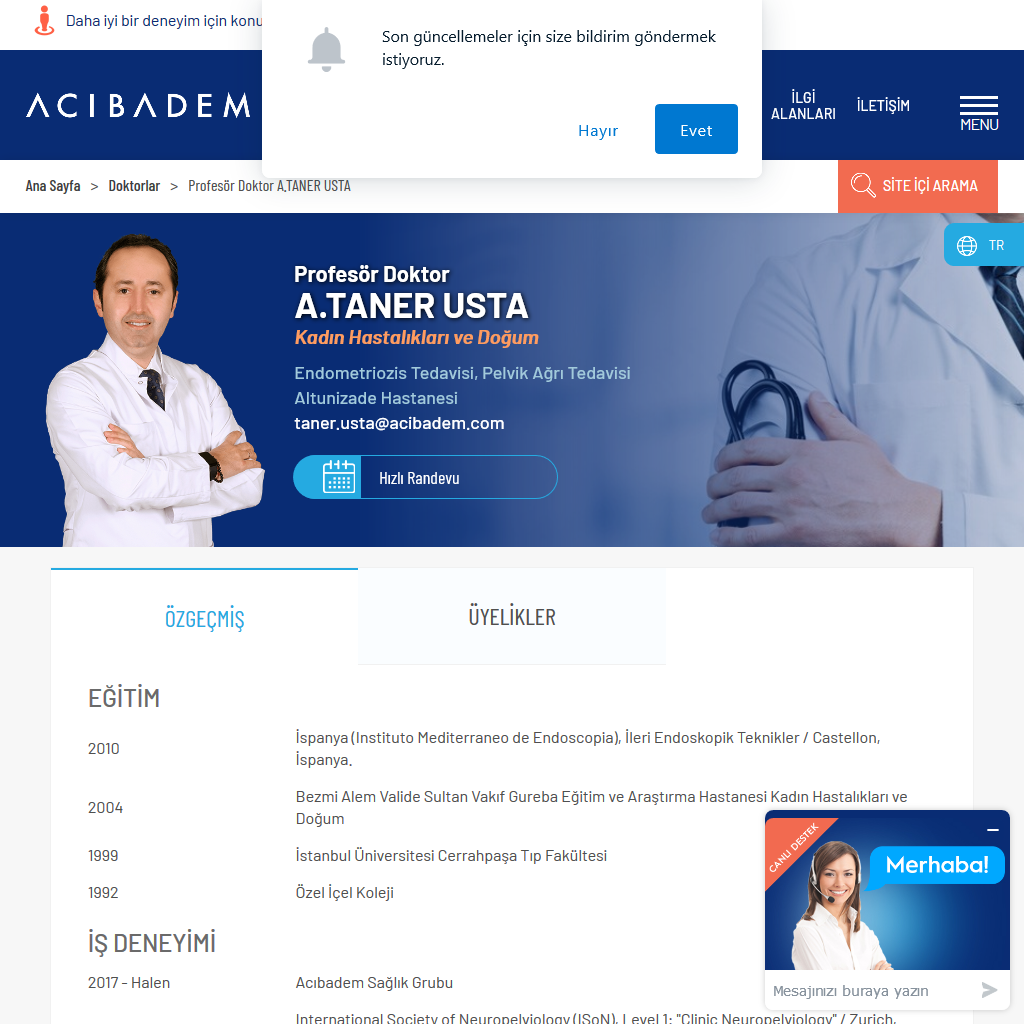 Daha iyi bir deneyim için konu
Son güncellemeler için size bildirim göndermek
istiyoruz.
Hayır
Evet
ACIBADEM
İLGİ
ALANLARI
İLETİŞİM
MENU
Ana Sayfa > Doktorlar > Profesör Doktor A.TANER USTA
SİTE İÇİ ARAMA
TR
Profesör Doktor
A.TANER USTA
Kadın Hastalıkları ve Doğum
Endometriozis Tedavisi, Pelvik Ağrı Tedavisi
Altunizade Hastanesi
taner.usta@acibadem.com
Hızlı Randevu
ÖZGEÇMİŞ
ÜYELİKLER
EĞİTİM
2010
İspanya (Instituto Mediterraneo de Endoscopia), İleri Endoskopik Teknikler / Castellon,
İspanya.
2004
Bezmi Alem Valide Sultan Vakıf Gureba Eğitim ve Araştırma Hastanesi Kadın Hastalıkları ve
Doğum
1999
İstanbul Üniversitesi Cerrahpaşa Tıp Fakültesi
1992
Özel İçel Koleji
İŞ DENEYİMİ
2017 - Halen
Acıbadem Sağlık Grubu
International Society of Neuropelviology (ISoN), Level 1: "Clinic Neuropelviology" / Zurich,
CANLI DESTEK
Merhaba!
Mesajınızı buraya yazın